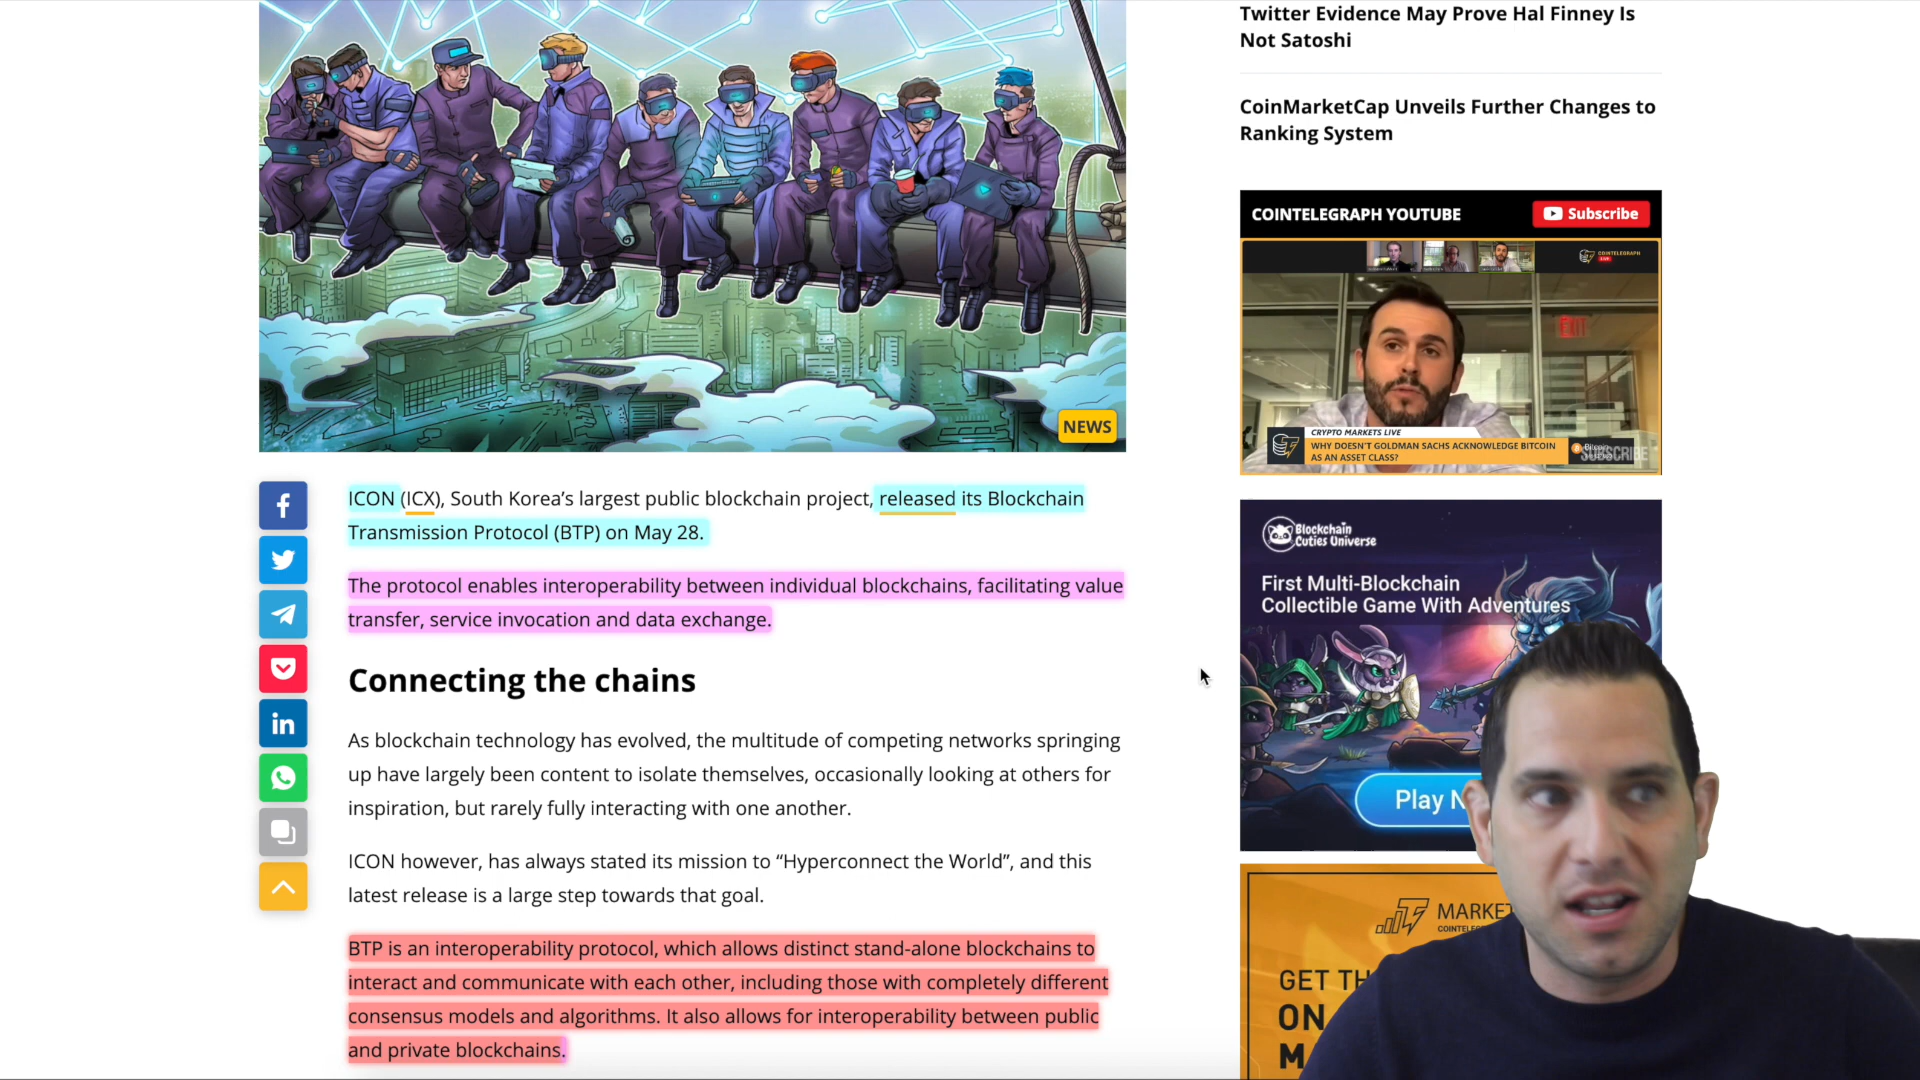 Twitter Evidence May Prove Hal Finney Is
Not Satoshi
CoinMarketCap Unveils Further Changes to
Ranking System
COINTELEGRAPH YOUTUBE
Subscribe
COINTELEGRAPH
LIVE
EXIT
CRYPTO MARKETS LIVE
WHY DOESN'T GOLDMAN SACHS ACKNOWLEDGE BITCOIN
AS AN ASSET CLASS?
SUBSCRIBE
NEWS
ICON (ICX), South Korea’s largest public blockchain project, released its Blockchain
Transmission Protocol (BTP) on May 28.
The protocol enables interoperability between individual blockchains, facilitating value
transfer, service invocation and data exchange.
Connecting the chains
As blockchain technology has evolved, the multitude of competing networks springing
up have largely been content to isolate themselves, occasionally looking at others for
inspiration, but rarely fully interacting with one another.
ICON however, has always stated its mission to “Hyperconnect the World”, and this
latest release is a large step towards that goal.
BTP is an interoperability protocol, which allows distinct stand-alone blockchains to
interact and communicate with each other, including those with completely different
consensus models and algorithms. It also allows for interoperability between public
and private blockchains.
Blockchain
Cuties Universe
First Multi-Blockchain
Collectible Game With Adventures
Play N
MARKET
COINTELEG
GET TH
ON
M